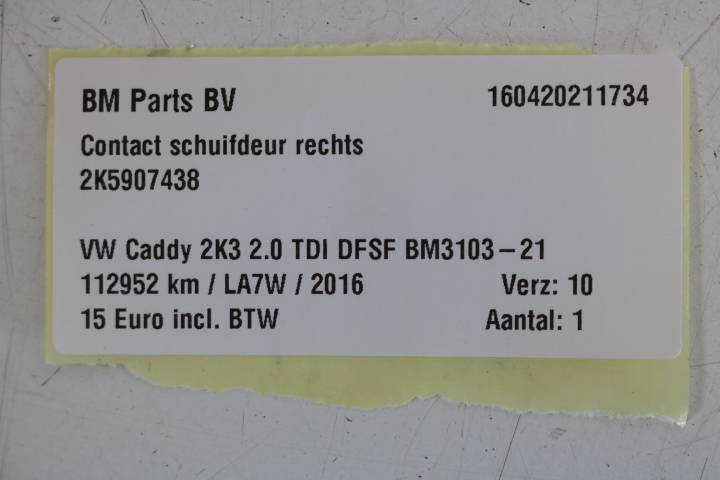 BM Parts BV 160420211734
Contact schuifdeur rechts
2K5907438
VW Caddy 2K3 2.0 TDI DFSF BM3103-21
112952 km / LA7W / 2016 Verz: 10
15 Euro incl. BTW Aantal: 1